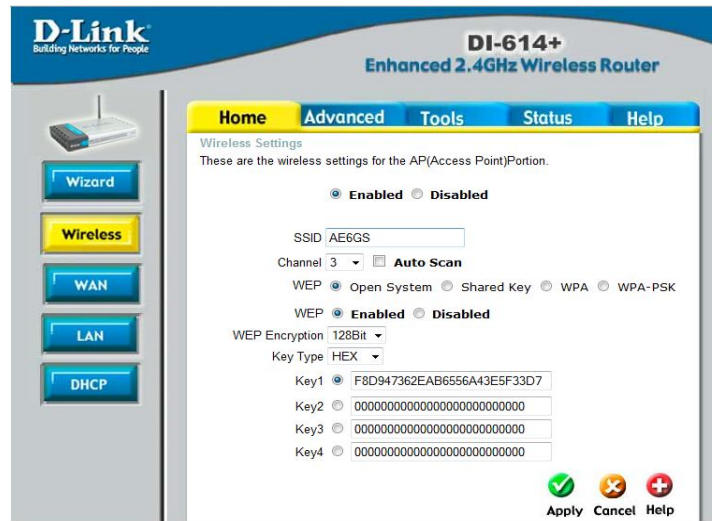 D-Link
Building Networks for People
DI-614+
Enhanced 2.4GHz Wireless Router
Home Advanced Tools Status Help
Wireless Settings
These are the wireless settings for the AP(Access Point)Portion.
Enabled Disabled
SSID AE6GS
Channel 3 Auto Scan
WEP Open System Shared Key WPA WPA-PSK
WEP Enabled Disabled
WEP Encryption 128Bit
Key Type HEX
Key1 F8D947362EAB6556A43E5F33D7
Key2 00000000000000000000000000
Key3 00000000000000000000000000
Key4 00000000000000000000000000
Apply Cancel Help
Wizard
Wireless
WAN
LAN
DHCP